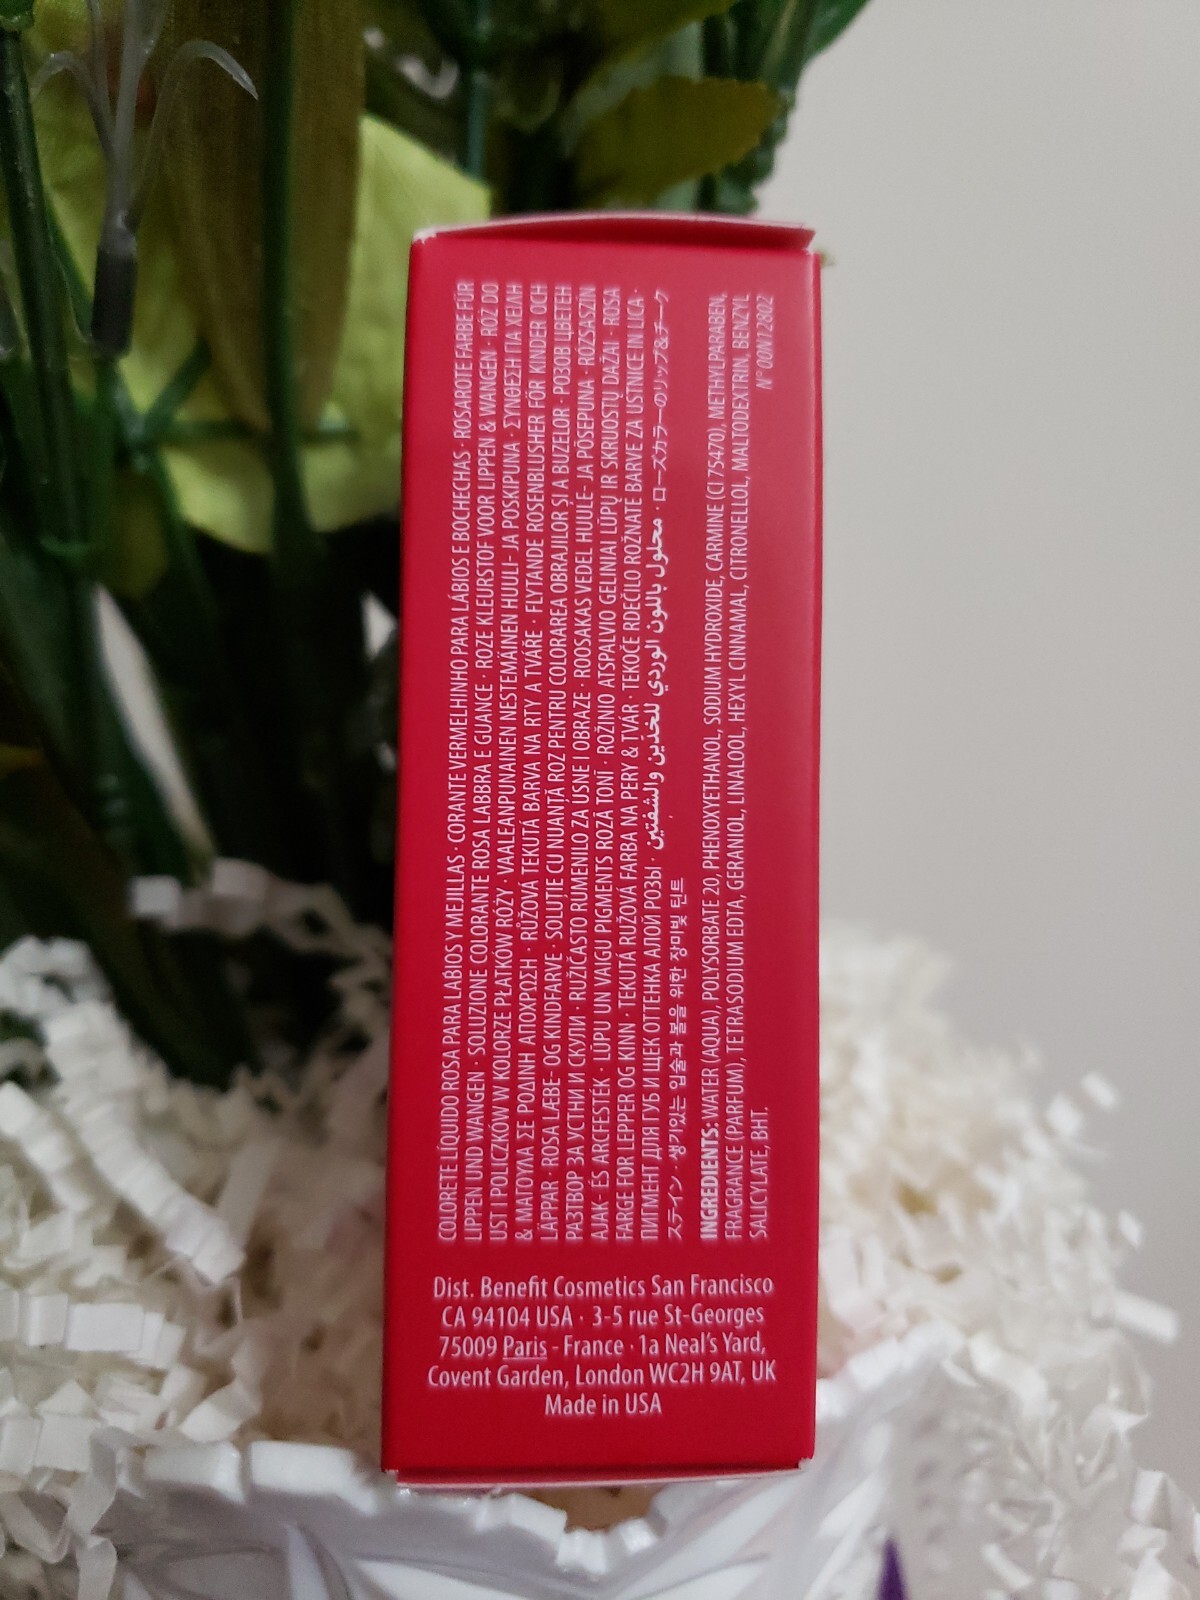 COLORETE LÍQUIDO ROSA PARA LABIOS Y MEJILLAS · CORANTE VERMELHINHO PARA LÁBIOS E BOCHECHAS · ROSAROTE FARBE FÜR
LIPPEN UND WANGEN · SOLUZIONE COLORANTE ROSA LABBRA E GUANCE · ROZE KLEURSTOF VOOR LIPPEN & WANGEN · RÓŻ DO
UST I POLICZKÓW W KOLORZE PŁATKÓW RÓŻY · VAALEANPUNAINEN NESTEMÄINEN HUULI- JA POSKIPUNA · ΣΥΝΘΕΣΗ ΓΙΑ ΧΕΙΛΗ
& ΜΑΓΟΥΛΑ ΣΕ ΡΟΔΙΝΗ ΑΠΟΧΡΩΣΗ · RŮŽOVÁ TEKUTÁ BARVA NA RTY A TVÁŘE · FLYTANDE ROSENBLUSHER FÖR KINDER OCH
LÄPPAR · ROSA LÆBE- OG KINDFARVE · SOLUȚIE CU NUANȚĂ ROZ PENTRU COLORAREA OBRAJILOR ȘI A BUZELOR · РОЗОВ ЦВЕТЕН
РАЗТВОР ЗА УСТНИ И СКУЛИ · RUŽIČASTO RUMENILO ZA USNE I OBRAZE · ROOSAKAS VEDEL HUULE- JA PÕSEPUNA · RÓZSASZÍN
AJAK- ÉS ARCFESTÉK · LŪPU UN VAIGU PIGMENTS ROZĀ TONĪ · ROŽINIO ATSPALVIO GELINIAI LŪPŲ IR SKRUOSTŲ DAŽAI · ROSA
FARGE FOR LEPPER OG KINN · TEKUTÁ RUŽOVÁ FARBA NA PERY & TVÁR · TEKOČE RDEČILO ROŽNATE BARVE ZA USTNICE IN LICA ·
ПИГМЕНТ ДЛЯ ГУБ И ЩЕК ОТТЕНКА АЛОЙ РОЗЫ · محلول باللون الوردي للخدين والشفتين · ローズカラーのリップ&チーク
ステイン · 생기있는 입술과 볼을 위한 장미빛 틴트
INGREDIENTS: WATER (AQUA), POLYSORBATE 20, PHENOXYETHANOL, SODIUM HYDROXIDE, CARMINE (CI 75470), METHYLPARABEN,
FRAGRANCE (PARFUM), TETRASODIUM EDTA, GERANIOL, LINALOOL, HEXYL CINNAMAL, CITRONELLOL, MALTODEXTRIN, BENZYL
SALICYLATE, BHT. N° 00N172802
Dist. Benefit Cosmetics San Francisco
CA 94104 USA · 3-5 rue St-Georges
75009 Paris - France · 1a Neal's Yard,
Covent Garden, London WC2H 9AT, UK
Made in USA